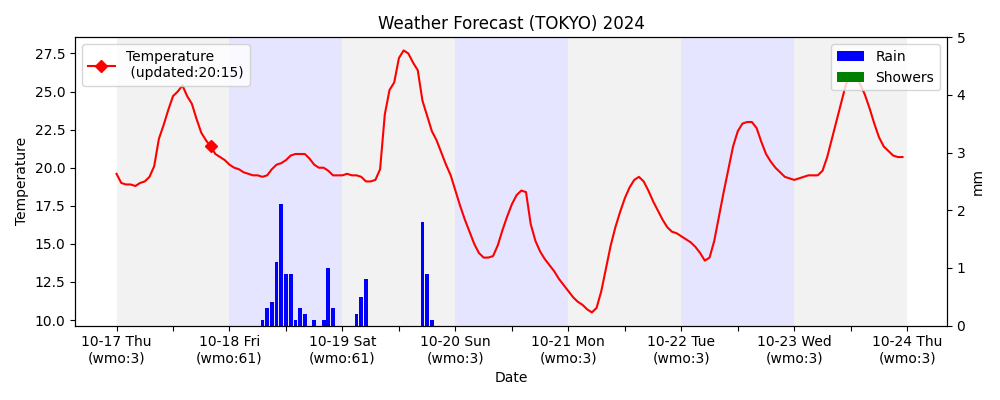 Weather Forecast (TOKYO) 2024
Temperature
(updated:20:15)
Rain
Showers
27.5
25.0
22.5
20.0
17.5
15.0
12.5
10.0
Temperature
5
4
3
2
1
0
mm
10-17 Thu
(wmo:3)
10-18 Fri
(wmo:61)
10-19 Sat
(wmo:61)
10-20 Sun
(wmo:3)
10-21 Mon
(wmo:3)
10-22 Tue
(wmo:3)
10-23 Wed
(wmo:3)
10-24 Thu
(wmo:3)
Date